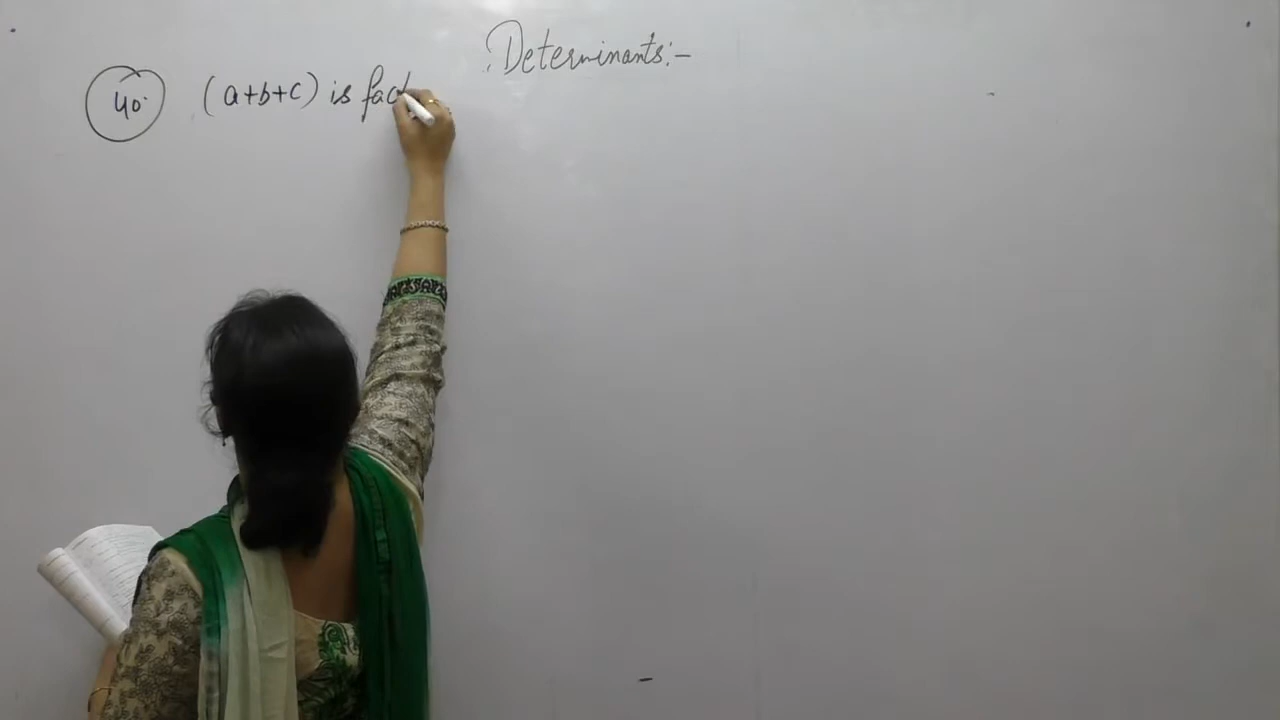 Determinants:-
40. (a+b+c) is fact